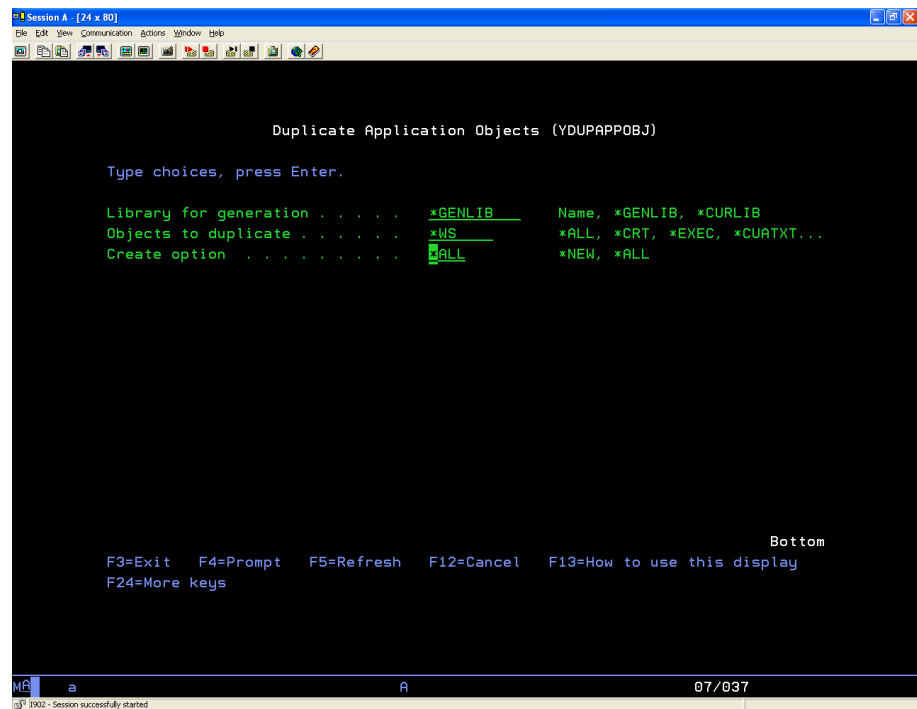 Session A - [24 x 80]
File Edit View Communication Actions Window Help
Duplicate Application Objects (YDUPAPPOBJ)
Type choices, press Enter.
Library for generation . . . . . *GENLIB Name, *GENLIB, *CURLIB
Objects to duplicate . . . . . . *WS *ALL, *CRT, *EXEC, *CUATXT...
Create option . . . . . . . . . *ALL *NEW, *ALL
Bottom
F3=Exit F4=Prompt F5=Refresh F12=Cancel F13=How to use this display
F24=More keys
MA a A 07/037
I902 - Session successfully started